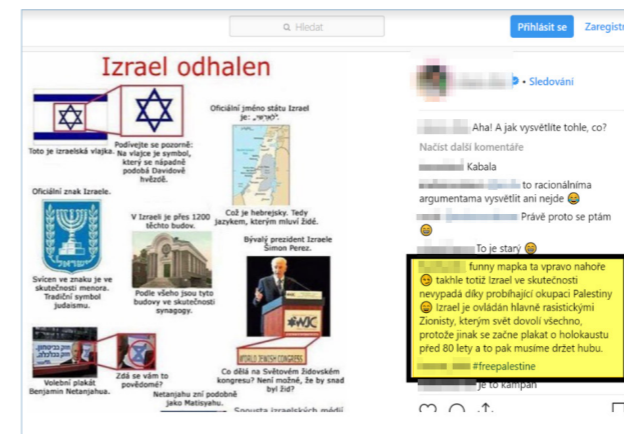 Hledat
Přihlásit se
Zaregistr
Izrael odhalen
Toto je izraelská vlajka.
Podívejte se pozorně:
Na vlajce je symbol,
který se nápadně
podobá Davidově
hvězdě.
Oficiální jméno státu Izrael
je:
Což je hebrejsky. Tedy
jazykem, kterým mluví židé.
Oficiální znak Izraele.
Svícen ve znaku je ve
skutečnosti menora.
Tradiční symbol
judaismu.
V Izraeli je přes 1200
těchto budov.
Podle všeho jsou tyto
budovy ve skutečnosti
synagogy.
Bývalý prezident Izraele
Šimon Perez.
WJC
WORLD JEWISH CONGRESS
Co dělá na Světovém židovském
kongresu? Není možné, že by snad
byl žid?
Volební plakát
Benjamin Netanjahua.
Zdá se vám to
povědomé?
Netanjahu zní podobně
jako Matisyahu.
Spousta izraelských médií
• Sledování
Aha! A jak vysvětlíte tohle, co?
Načíst další komentáře
Kabala
to racionálníma
argumentama vysvětlit ani nejde 😂
Právě proto se ptám
😄
To je starý 😄
funny mapka ta vpravo nahoře
takhle totiž Izrael ve skutečnosti
nevypadá díky probíhající okupaci Palestiny
😄 Izrael je ovládán hlavně rasistickými
Zionisty, kterým svět dovolí všechno,
protože jinak se začne plakat o holokaustu
před 80 lety a to pak musíme držet hubu.
#freepalestine
je to kampaň